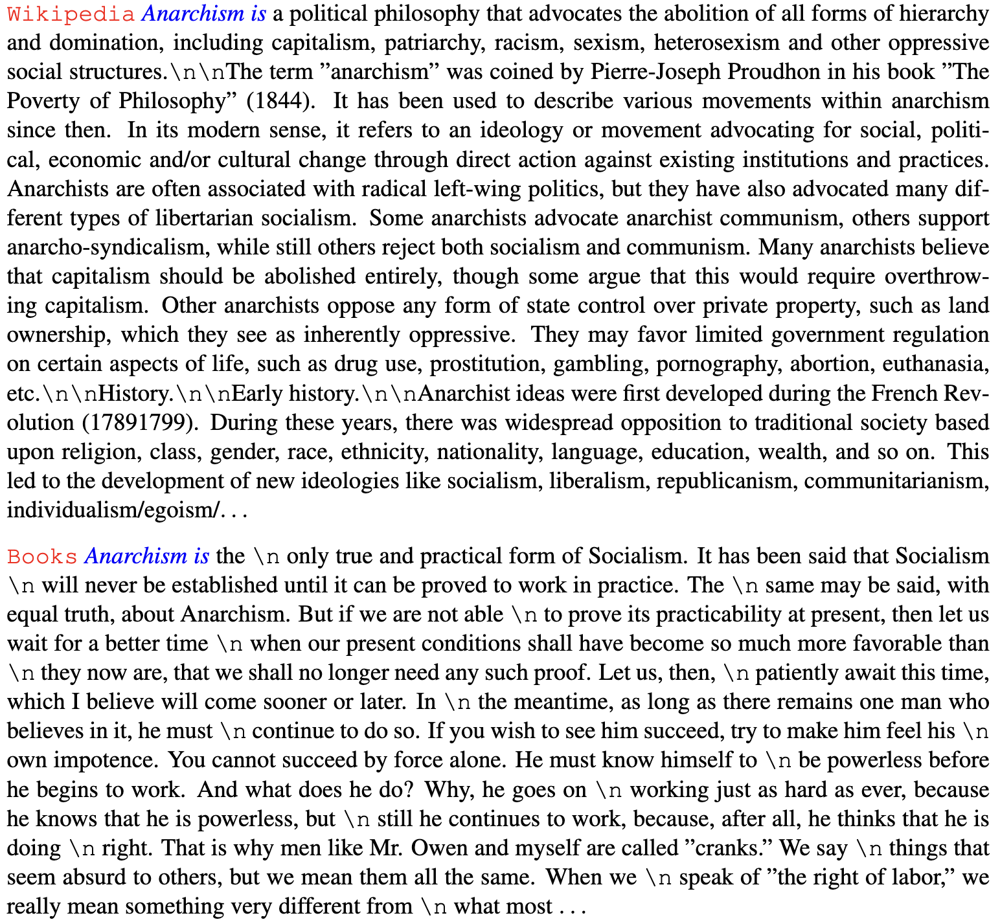 Wikipedia Anarchism is a political philosophy that advocates the abolition of all forms of hierarchy
and domination, including capitalism, patriarchy, racism, sexism, heterosexism and other oppressive
social structures.\n\nThe term ”anarchism” was coined by Pierre-Joseph Proudhon in his book ”The
Poverty of Philosophy” (1844). It has been used to describe various movements within anarchism
since then. In its modern sense, it refers to an ideology or movement advocating for social, politi-
cal, economic and/or cultural change through direct action against existing institutions and practices.
Anarchists are often associated with radical left-wing politics, but they have also advocated many dif-
ferent types of libertarian socialism. Some anarchists advocate anarchist communism, others support
anarcho-syndicalism, while still others reject both socialism and communism. Many anarchists believe
that capitalism should be abolished entirely, though some argue that this would require overthrow-
ing capitalism. Other anarchists oppose any form of state control over private property, such as land
ownership, which they see as inherently oppressive. They may favor limited government regulation
on certain aspects of life, such as drug use, prostitution, gambling, pornography, abortion, euthanasia,
etc.\n\nHistory.\n\nEarly history.\n\nAnarchist ideas were first developed during the French Rev-
olution (17891799). During these years, there was widespread opposition to traditional society based
upon religion, class, gender, race, ethnicity, nationality, language, education, wealth, and so on. This
led to the development of new ideologies like socialism, liberalism, republicanism, communitarianism,
individualism/egoism/. . .
Books Anarchism is the \n only true and practical form of Socialism. It has been said that Socialism
\n will never be established until it can be proved to work in practice. The \n same may be said, with
equal truth, about Anarchism. But if we are not able \n to prove its practicability at present, then let us
wait for a better time \n when our present conditions shall have become so much more favorable than
\n they now are, that we shall no longer need any such proof. Let us, then, \n patiently await this time,
which I believe will come sooner or later. In \n the meantime, as long as there remains one man who
believes in it, he must \n continue to do so. If you wish to see him succeed, try to make him feel his \n
own impotence. You cannot succeed by force alone. He must know himself to \n be powerless before
he begins to work. And what does he do? Why, he goes on \n working just as hard as ever, because
he knows that he is powerless, but \n still he continues to work, because, after all, he thinks that he is
doing \n right. That is why men like Mr. Owen and myself are called ”cranks.” We say \n things that
seem absurd to others, but we mean them all the same. When we \n speak of ”the right of labor,” we
really mean something very different from \n what most . . .